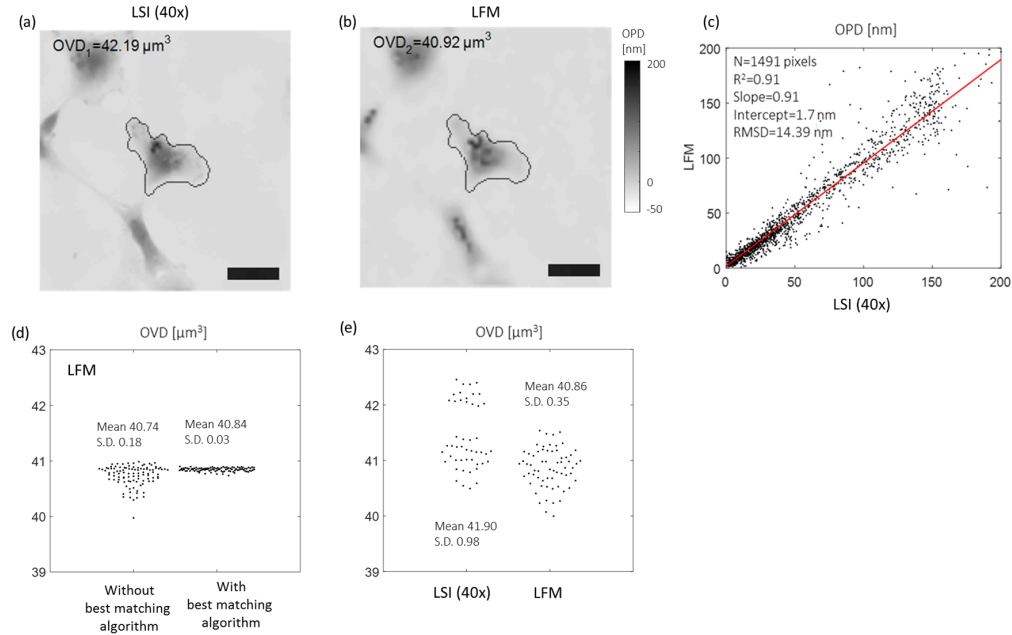 (a)
LSI (40x)
OVD₁=42.19 µm³
(b)
LFM
OVD₂=40.92 µm³
OPD
[nm]
200
0
-50
(c)
OPD [nm]
N=1491 pixels
R²=0.91
Slope=0.91
Intercept=1.7 nm
RMSD=14.39 nm
LFM
200
150
100
50
0
0 50 100 150 200
LSI (40x)
(d)
OVD [µm³]
43
42
41
40
39
LFM
Mean 40.74
S.D. 0.18
Mean 40.84
S.D. 0.03
Without
best matching
algorithm
With
best matching
algorithm
(e)
OVD [µm³]
43
42
41
40
39
Mean 40.86
S.D. 0.35
Mean 41.90
S.D. 0.98
LSI (40x)
LFM